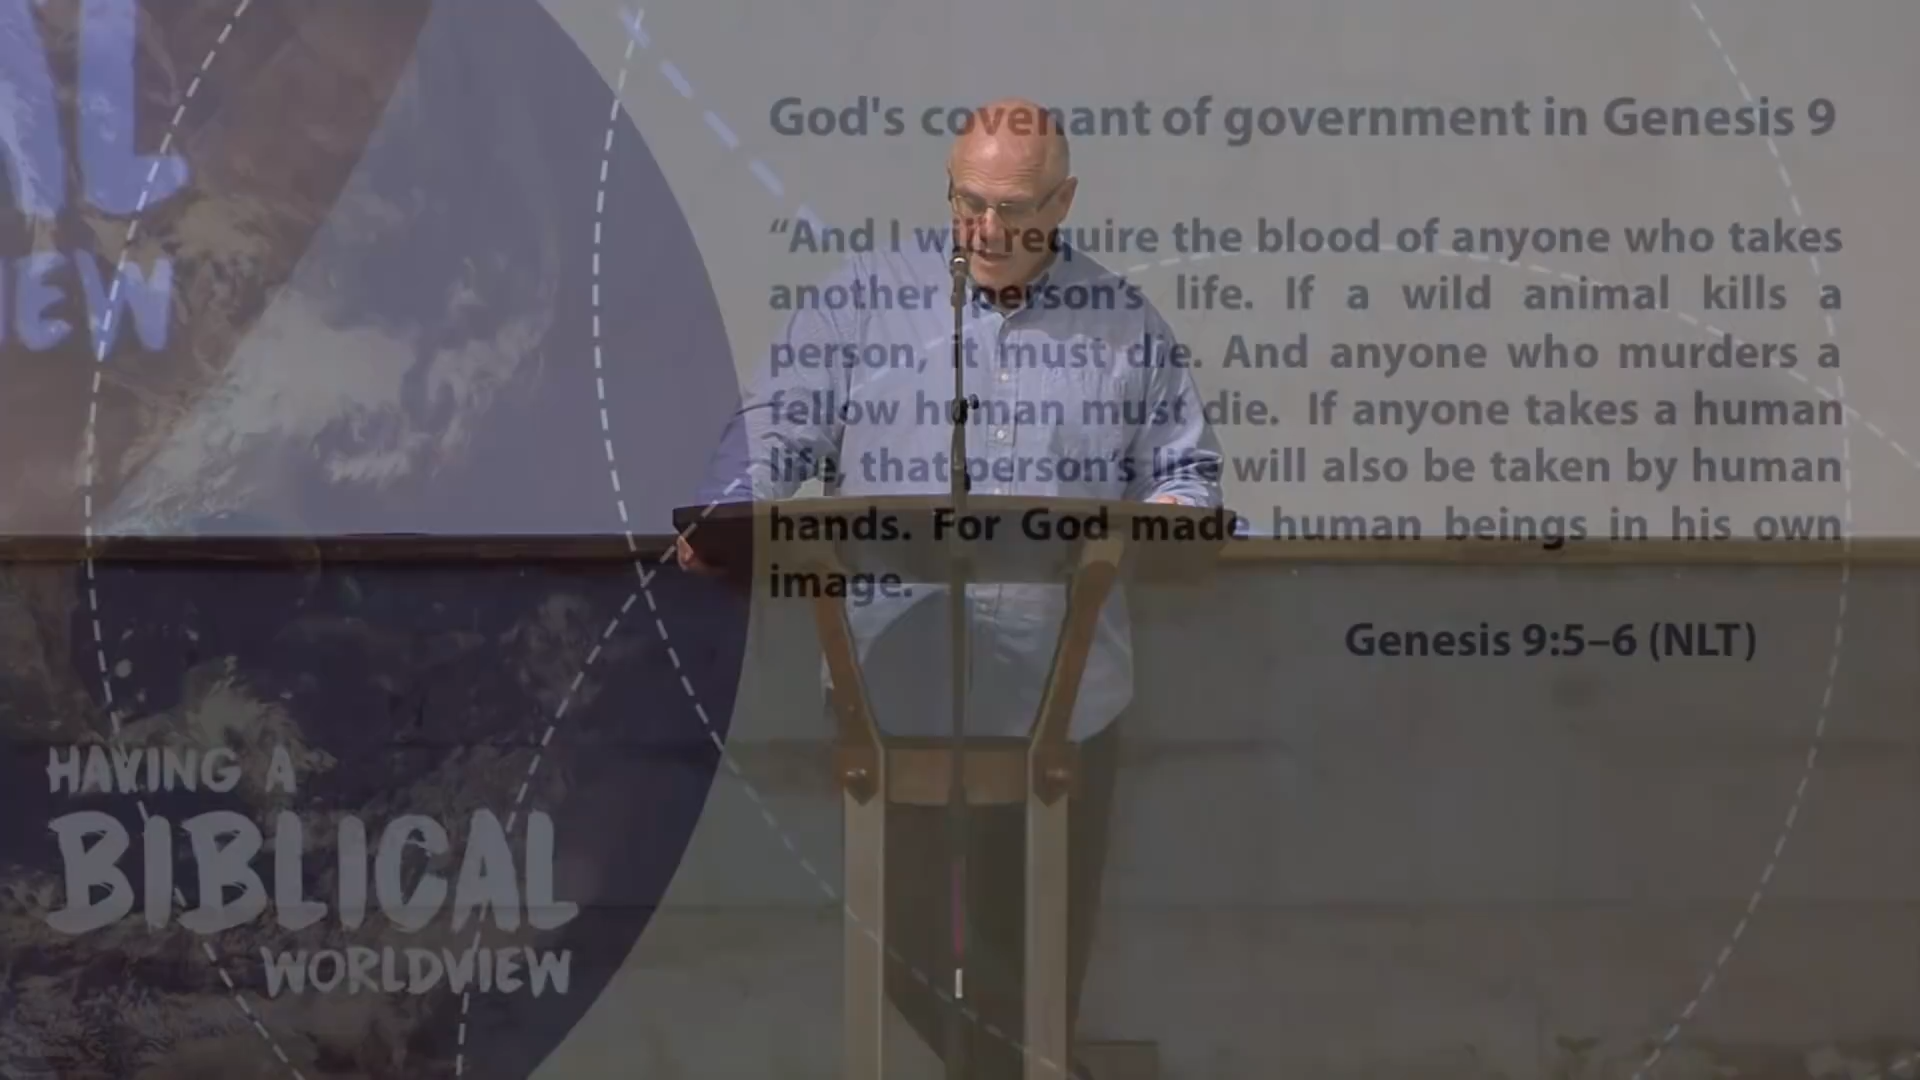 AL
IEW
God's covenant of government in Genesis 9
“And I will require the blood of anyone who takes
another person’s life. If a wild animal kills a
person, it must die. And anyone who murders a
fellow human must die. If anyone takes a human
life, that person’s life will also be taken by human
hands. For God made human beings in his own
image.
Genesis 9:5–6 (NLT)
HAVING A
BIBLICAL
WORLDVIEW